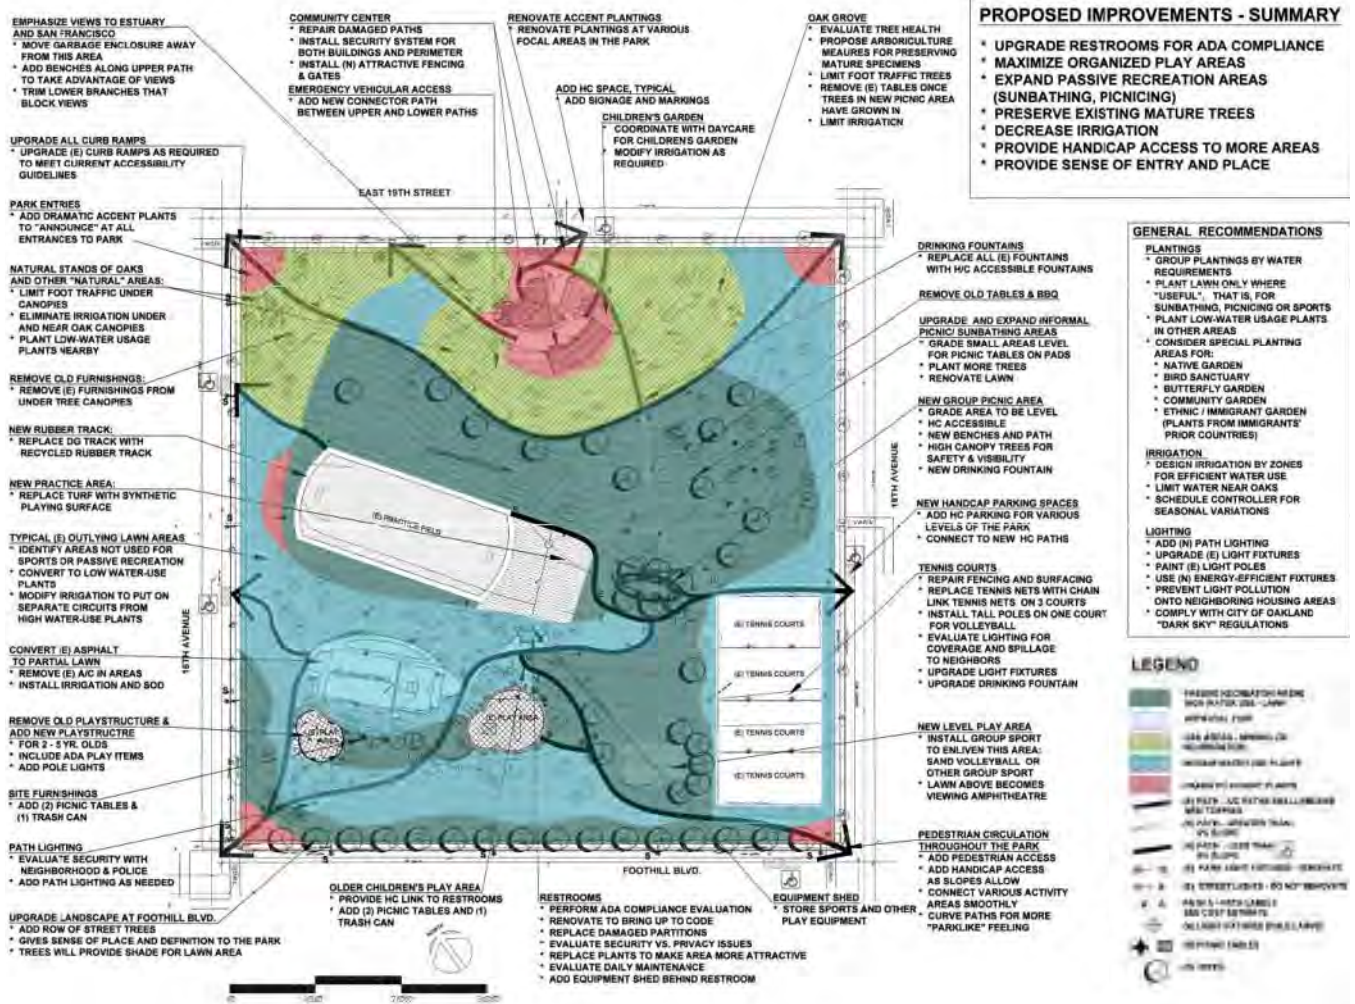 EMPHASIZE VIEWS TO ESTUARY
AND SAN FRANCISCO
* MOVE GARBAGE ENCLOSURE AWAY
FROM THIS AREA
* ADD BENCHES ALONG UPPER PATH
TO TAKE ADVANTAGE OF VIEWS
* TRIM LOWER BRANCHES THAT
BLOCK VIEWS
UPGRADE ALL CURB RAMPS
* UPGRADE (E) CURB RAMPS AS REQUIRED
TO MEET CURRENT ACCESSIBILITY
GUIDELINES
PARK ENTRIES
* ADD DRAMATIC ACCENT PLANTS
TO "ANNOUNCE" AT ALL
ENTRANCES TO PARK
NATURAL STANDS OF OAKS
AND OTHER "NATURAL" AREAS:
* LIMIT FOOT TRAFFIC UNDER
CANOPIES
* ELIMINATE IRRIGATION UNDER
AND NEAR OAK CANOPIES
* PLANT LOW-WATER USAGE
PLANTS NEARBY
REMOVE OLD FURNISHINGS:
* REMOVE (E) FURNISHINGS FROM
UNDER TREE CANOPIES
NEW RUBBER TRACK:
* REPLACE DG TRACK WITH
RECYCLED RUBBER TRACK
NEW PRACTICE AREA:
* REPLACE TURF WITH SYNTHETIC
PLAYING SURFACE
TYPICAL (E) OUTLYING LAWN AREAS
* IDENTIFY AREAS NOT USED FOR
SPORTS OR PASSIVE RECREATION
* CONVERT TO LOW WATER-USE
PLANTS
* MODIFY IRRIGATION TO PUT ON
SEPARATE CIRCUITS FROM
HIGH WATER-USE PLANTS
CONVERT (E) ASPHALT
TO PARTIAL LAWN
* REMOVE (E) A/C IN AREAS
* INSTALL IRRIGATION AND SOD
REMOVE OLD PLAYSTRUCTURE &
ADD NEW PLAYSTRUCTRE
* FOR 2 - 5 YR. OLDS
* INCLUDE ADA PLAY ITEMS
* ADD POLE LIGHTS
SITE FURNISHINGS
* ADD (2) PICNIC TABLES &
(1) TRASH CAN
PATH LIGHTING
* EVALUATE SECURITY WITH
NEIGHBORHOOD & POLICE
* ADD PATH LIGHTING AS NEEDED
UPGRADE LANDSCAPE AT FOOTHILL BLVD.
* ADD ROW OF STREET TREES
* GIVES SENSE OF PLACE AND DEFINITION TO THE PARK
* TREES WILL PROVIDE SHADE FOR LAWN AREA
COMMUNITY CENTER
* REPAIR DAMAGED PATHS
* INSTALL SECURITY SYSTEM FOR
BOTH BUILDINGS AND PERIMETER
* INSTALL (N) ATTRACTIVE FENCING
& GATES
EMERGENCY VEHICULAR ACCESS
* ADD NEW CONNECTOR PATH
BETWEEN UPPER AND LOWER PATHS
RENOVATE ACCENT PLANTINGS
* RENOVATE PLANTINGS AT VARIOUS
FOCAL AREAS IN THE PARK
ADD HC SPACE, TYPICAL
* ADD SIGNAGE AND MARKINGS
CHILDREN'S GARDEN
* COORDINATE WITH DAYCARE
FOR CHILDREN'S GARDEN
* MODIFY IRRIGATION AS
REQUIRED
OAK GROVE
* EVALUATE TREE HEALTH
* PROPOSE ARBORICULTURE
MEAURES FOR PRESERVING
MATURE SPECIMENS
* LIMIT FOOT TRAFFIC TREES
* REMOVE (E) TABLES ONCE
TREES IN NEW PICNIC AREA
HAVE GROWN IN
* LIMIT IRRIGATION
EAST 19TH STREET
16TH AVENUE
18TH AVENUE
FOOTHILL BLVD.
(E) PRACTICE FIELD
(E) PLAY AREA
(E) PLAY AREA
(E) TENNIS COURTS
(E) TENNIS COURTS
(E) TENNIS COURTS
(E) TENNIS COURTS
OLDER CHILDREN'S PLAY AREA
* PROVIDE HC LINK TO RESTROOMS
* ADD (3) PICNIC TABLES AND (1)
TRASH CAN
RESTROOMS
* PERFORM ADA COMPLIANCE EVALUATION
* RENOVATE TO BRING UP TO CODE
* REPLACE DAMAGED PARTITIONS
* EVALUATE SECURITY VS. PRIVACY ISSUES
* REPLACE PLANTS TO MAKE AREA MORE ATTRACTIVE
* EVALUATE DAILY MAINTENANCE
* ADD EQUIPMENT SHED BEHIND RESTROOM
EQUIPMENT SHED
* STORE SPORTS AND OTHER
PLAY EQUIPMENT
DRINKING FOUNTAINS
* REPLACE ALL (E) FOUNTAINS
WITH H/C ACCESSIBLE FOUNTAINS
REMOVE OLD TABLES & BBQ
UPGRADE AND EXPAND INFORMAL
PICNIC/ SUNBATHING AREAS
* GRADE SMALL AREAS LEVEL
FOR PICNIC TABLES ON PADS
* PLANT MORE TREES
* RENOVATE LAWN
NEW GROUP PICNIC AREA
* GRADE AREA TO BE LEVEL
* HC ACCESSIBLE
* NEW BENCHES AND PATH
* HIGH CANOPY TREES FOR
SAFETY & VISIBILITY
* NEW DRINKING FOUNTAIN
NEW HANDCAP PARKING SPACES
* ADD HC PARKING FOR VARIOUS
LEVELS OF THE PARK
* CONNECT TO NEW HC PATHS
TENNIS COURTS
* REPAIR FENCING AND SURFACING
* REPLACE TENNIS NETS WITH CHAIN
LINK TENNIS NETS ON 3 COURTS
* INSTALL TALL POLES ON ONE COURT
FOR VOLLEYBALL
* EVALUATE LIGHTING FOR
COVERAGE AND SPILLAGE
TO NEIGHBORS
* UPGRADE LIGHT FIXTURES
* UPGRADE DRINKING FOUNTAIN
NEW LEVEL PLAY AREA
* INSTALL GROUP SPORT
TO ENLIVEN THIS AREA:
SAND VOLLEYBALL OR
OTHER GROUP SPORT
* LAWN ABOVE BECOMES
VIEWING AMPHITHEATRE
PEDESTRIAN CIRCULATION
THROUGHOUT THE PARK
* ADD PEDESTRIAN ACCESS
* ADD HANDICAP ACCESS
AS SLOPES ALLOW
* CONNECT VARIOUS ACTIVITY
AREAS SMOOTHLY
* CURVE PATHS FOR MORE
"PARKLIKE" FEELING
PROPOSED IMPROVEMENTS - SUMMARY
* UPGRADE RESTROOMS FOR ADA COMPLIANCE
* MAXIMIZE ORGANIZED PLAY AREAS
* EXPAND PASSIVE RECREATION AREAS
(SUNBATHING, PICNICING)
* PRESERVE EXISTING MATURE TREES
* DECREASE IRRIGATION
* PROVIDE HANDICAP ACCESS TO MORE AREAS
* PROVIDE SENSE OF ENTRY AND PLACE
GENERAL RECOMMENDATIONS
PLANTINGS
* GROUP PLANTINGS BY WATER
REQUIREMENTS
* PLANT LAWN ONLY WHERE
"USEFUL", THAT IS, FOR
SUNBATHING, PICNICING OR SPORTS
* PLANT LOW-WATER USAGE PLANTS
IN OTHER AREAS
* CONSIDER SPECIAL PLANTING
AREAS FOR:
* NATIVE GARDEN
* BIRD SANCTUARY
* BUTTERFLY GARDEN
* COMMUNITY GARDEN
* ETHNIC / IMMIGRANT GARDEN
(PLANTS FROM IMMIGRANTS'
PRIOR COUNTRIES)
IRRIGATION
* DESIGN IRRIGATION BY ZONES
FOR EFFICIENT WATER USE
* LIMIT WATER NEAR OAKS
* SCHEDULE CONTROLLER FOR
SEASONAL VARIATIONS
LIGHTING
* ADD (N) PATH LIGHTING
* UPGRADE (E) LIGHT FIXTURES
* PAINT (E) LIGHT POLES
* USE (N) ENERGY-EFFICIENT FIXTURES
* PREVENT LIGHT POLLUTION
ONTO NEIGHBORING HOUSING AREAS
* COMPLY WITH CITY OF OAKLAND
"DARK SKY" REGULATIONS
LEGEND